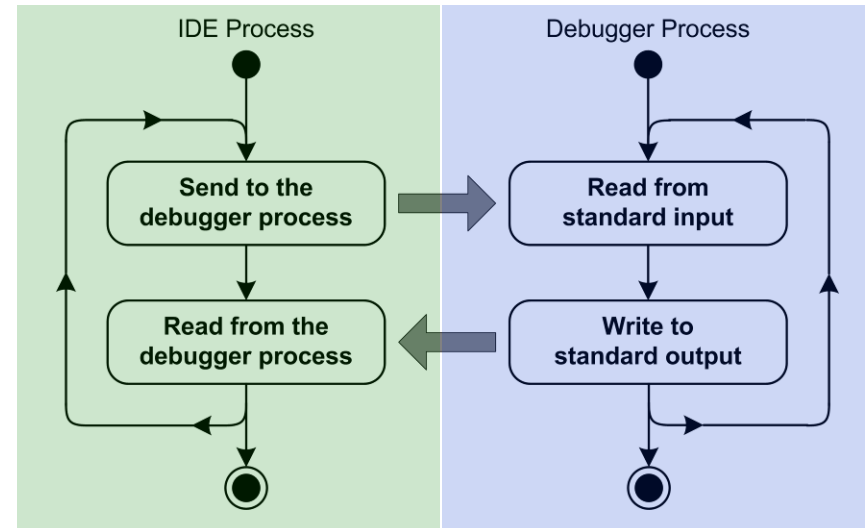 IDE Process
Debugger Process
Send to the
debugger process
Read from
standard input
Read from the
debugger process
Write to
standard output